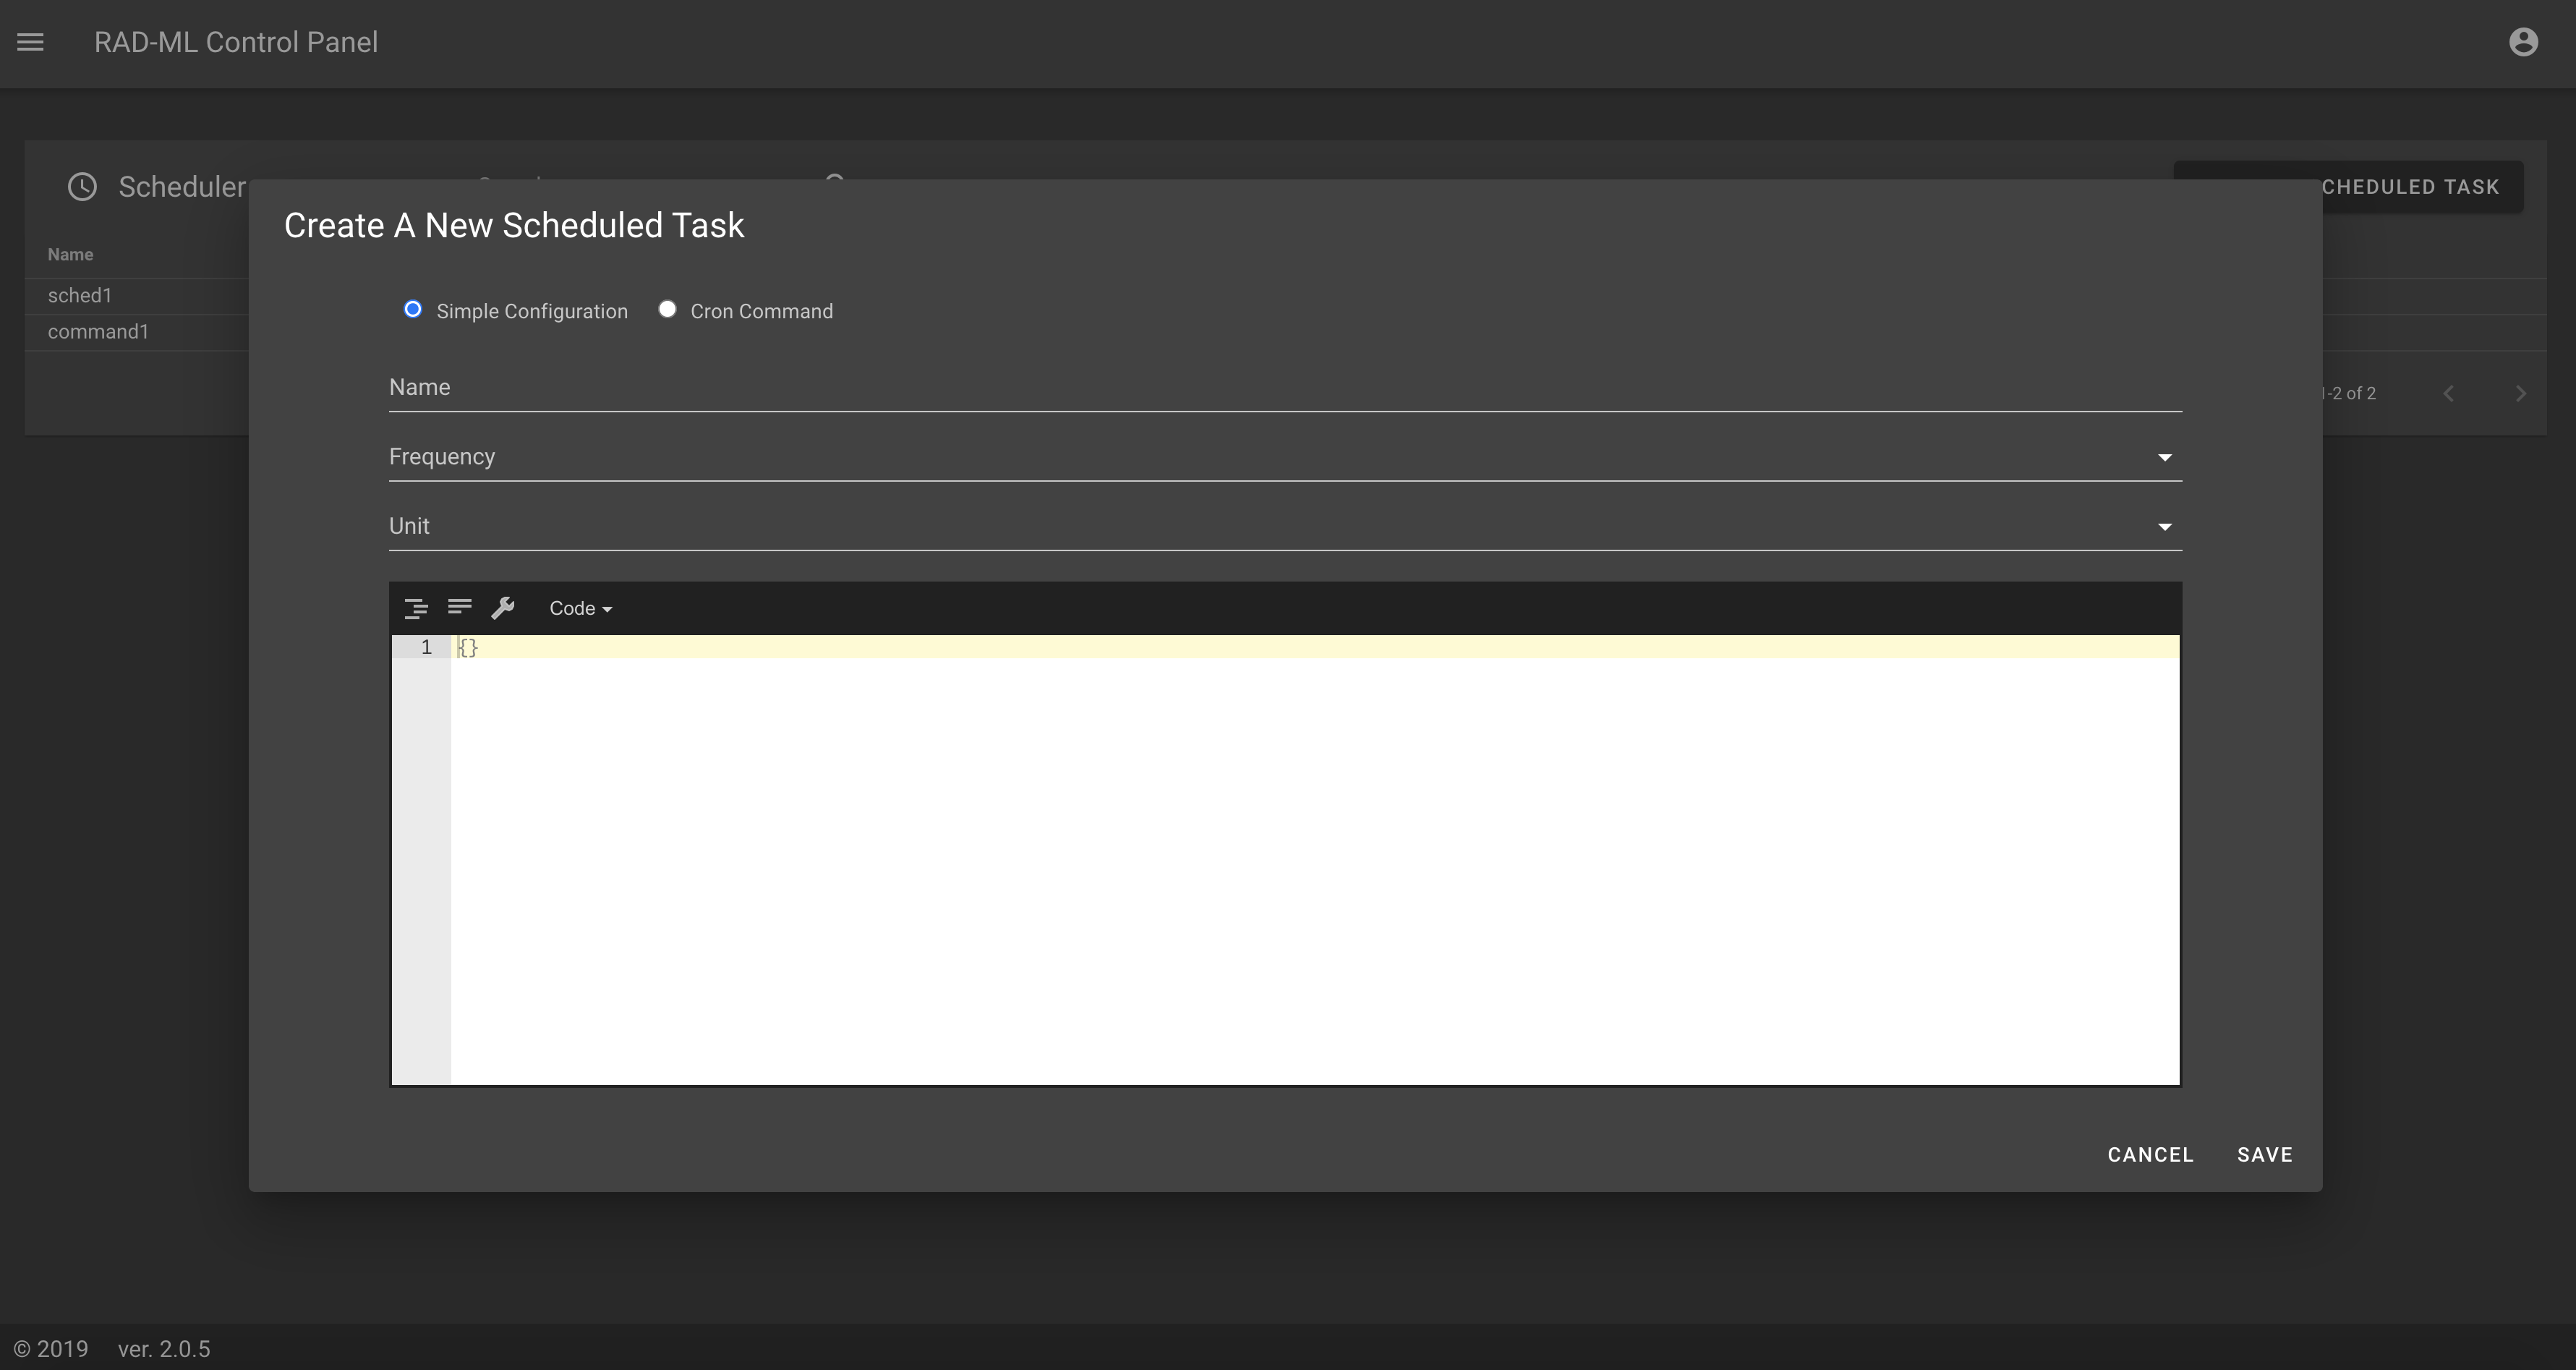 RAD-ML Control Panel
Scheduler
CHEDULED TASK
Create A New Scheduled Task
Name
sched1
command1
Simple Configuration
Cron Command
Name
Frequency
Unit
1-2 of 2
Code
1 {}
CANCEL
SAVE
© 2019 ver. 2.0.5